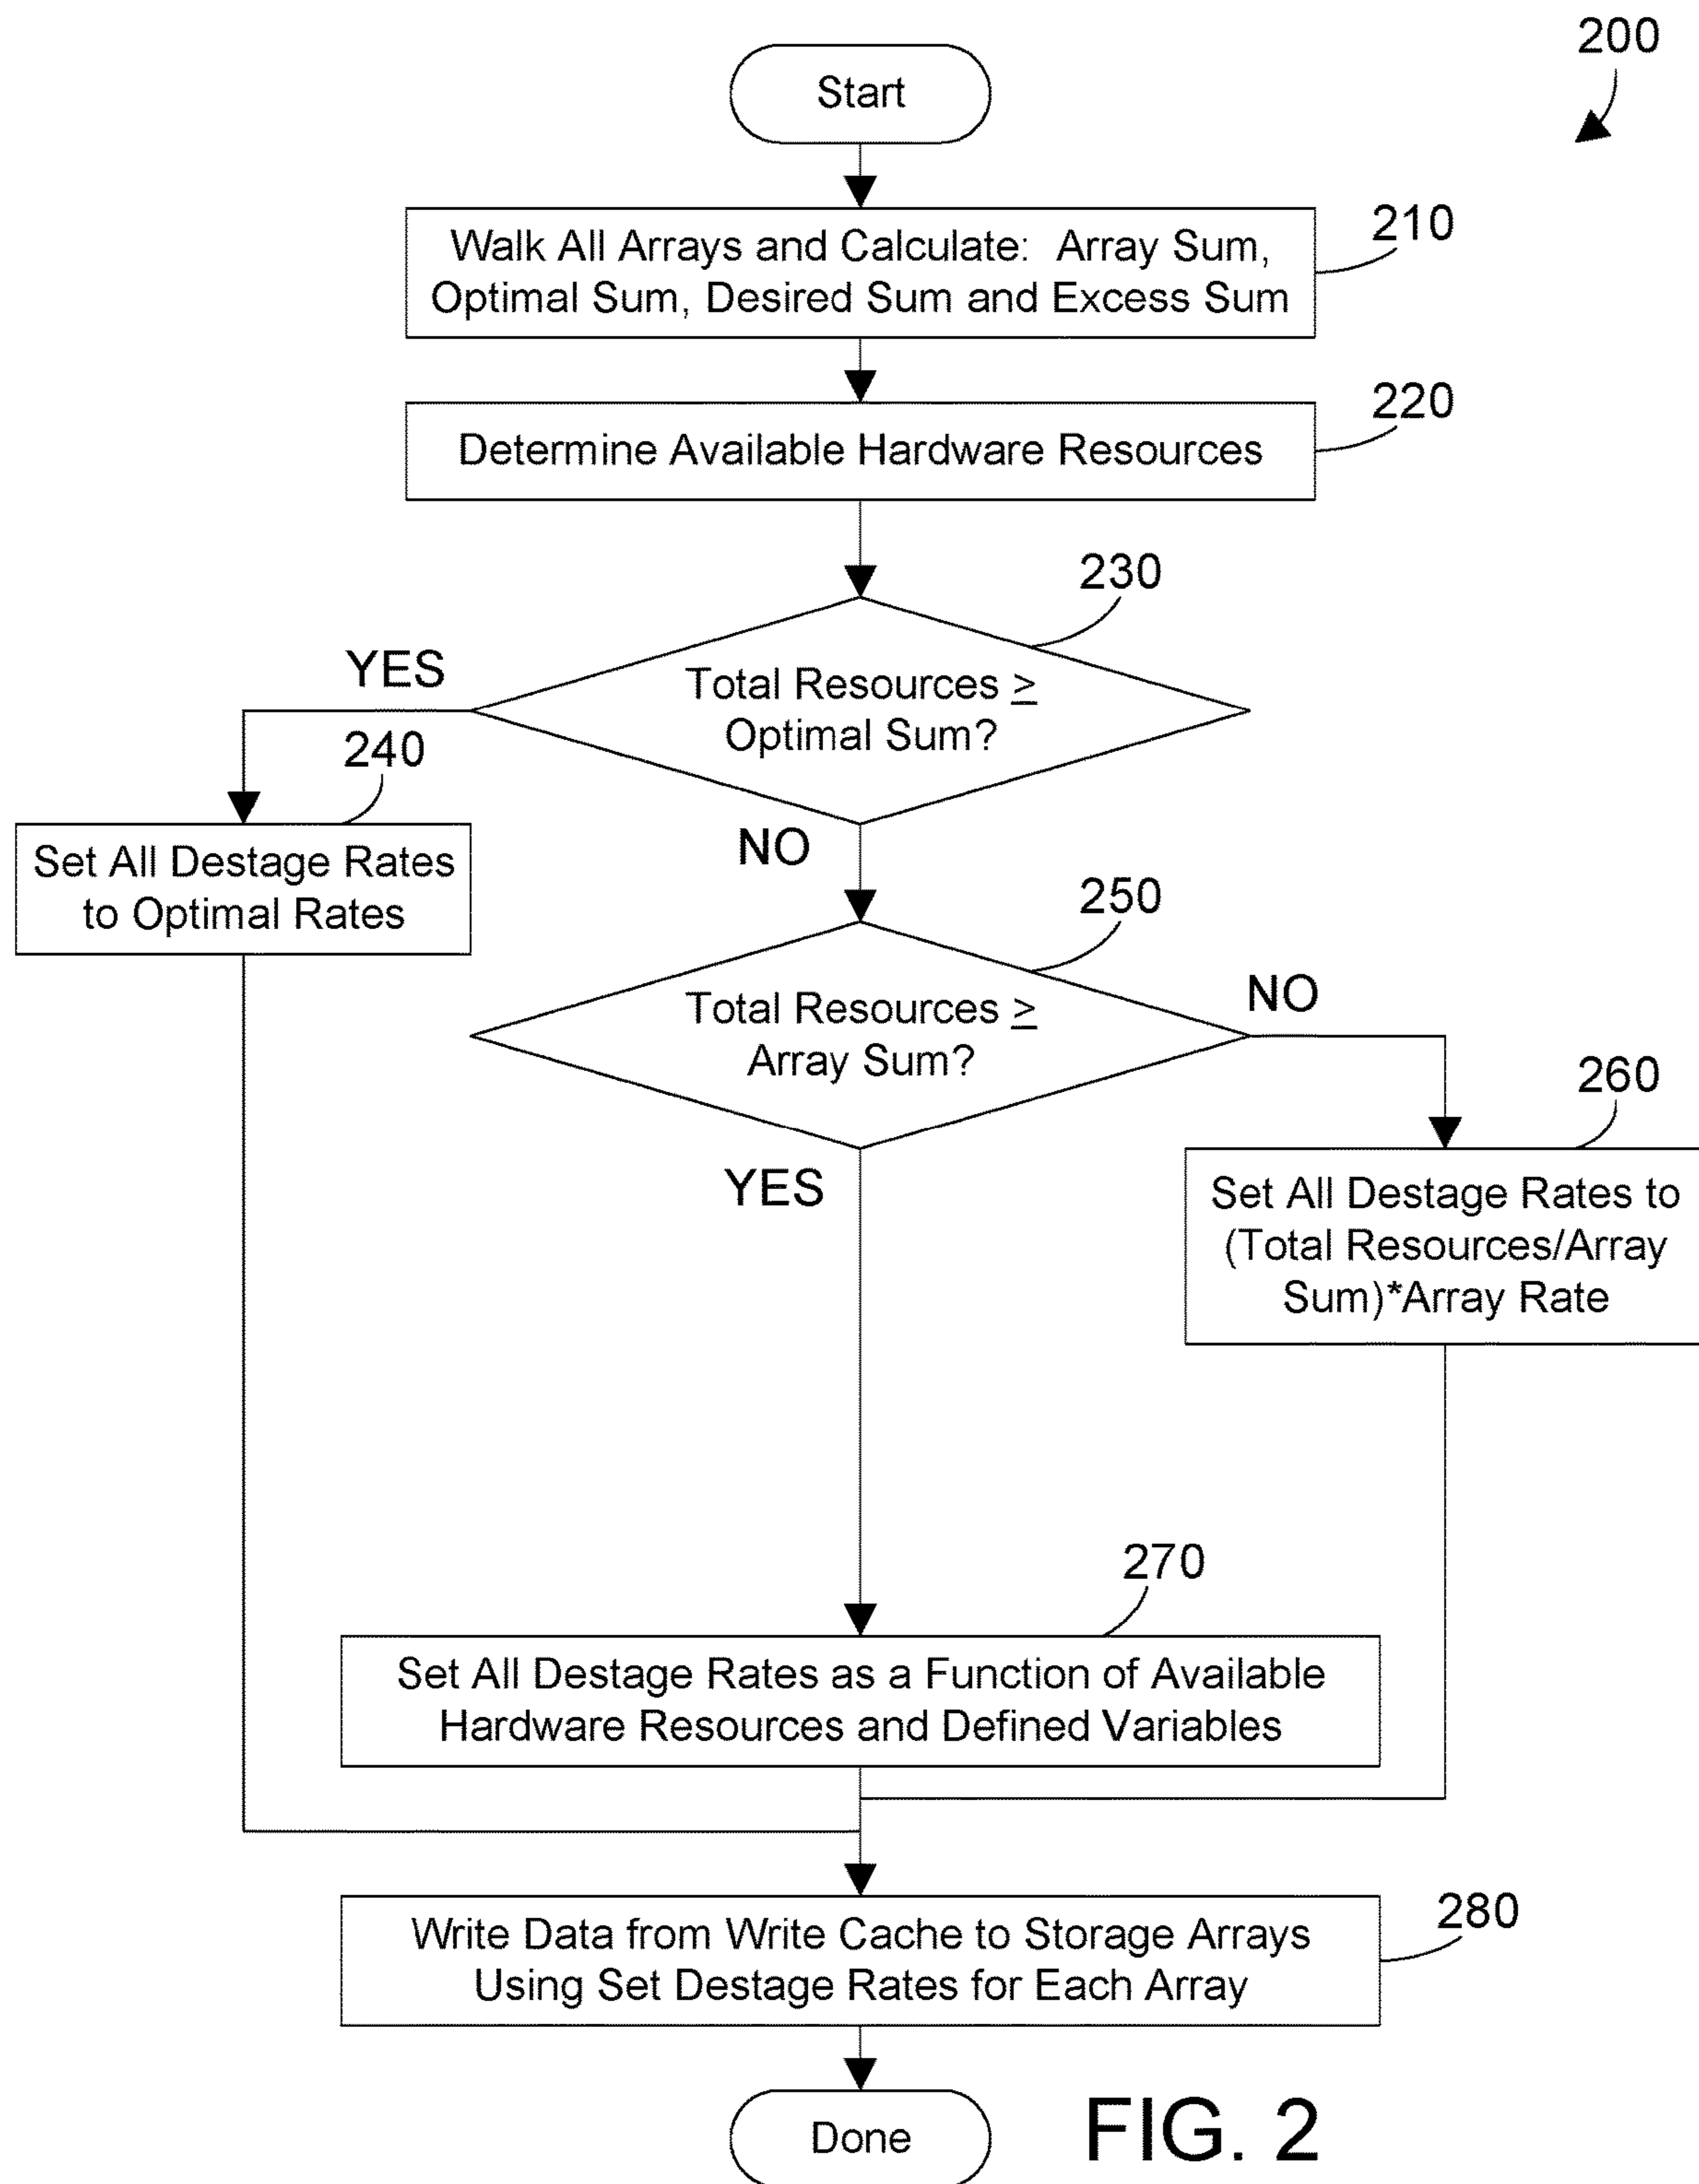 200
Start
210
Walk All Arrays and Calculate: Array Sum,
Optimal Sum, Desired Sum and Excess Sum
220
Determine Available Hardware Resources
230
YES
Total Resources ≥
Optimal Sum?
240
Set All Destage Rates
to Optimal Rates
NO
250
Total Resources ≥
Array Sum?
NO
260
YES
Set All Destage Rates to
(Total Resources/Array
Sum)*Array Rate
270
Set All Destage Rates as a Function of Available
Hardware Resources and Defined Variables
280
Write Data from Write Cache to Storage Arrays
Using Set Destage Rates for Each Array
Done
FIG. 2